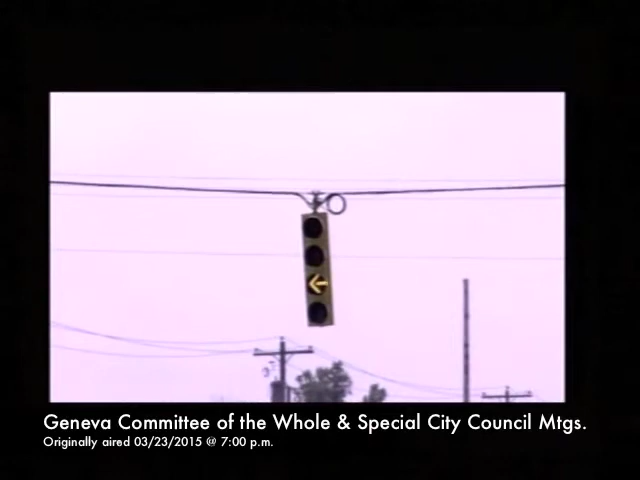 Geneva Committee of the Whole & Special City Council Mtgs.
Originally aired 03/23/2015 @ 7:00 p.m.